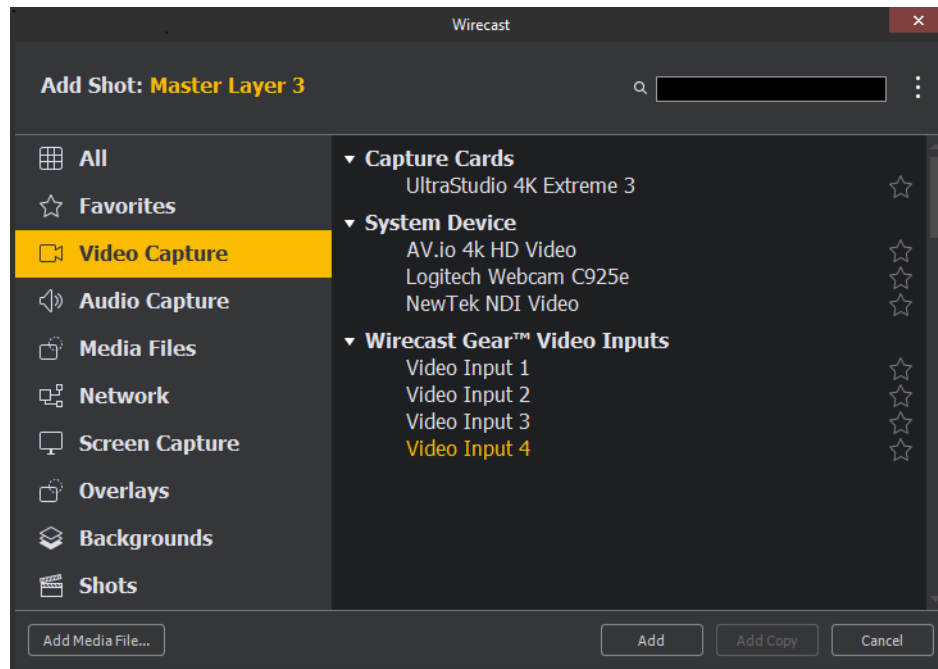 Wirecast
Add Shot: Master Layer 3
All
Favorites
Video Capture
Audio Capture
Media Files
Network
Screen Capture
Overlays
Backgrounds
Shots
Capture Cards
UltraStudio 4K Extreme 3
System Device
AV.io 4k HD Video
Logitech Webcam C925e
NewTek NDI Video
Wirecast Gear™ Video Inputs
Video Input 1
Video Input 2
Video Input 3
Video Input 4
Add Media File...
Add
Add Copy
Cancel